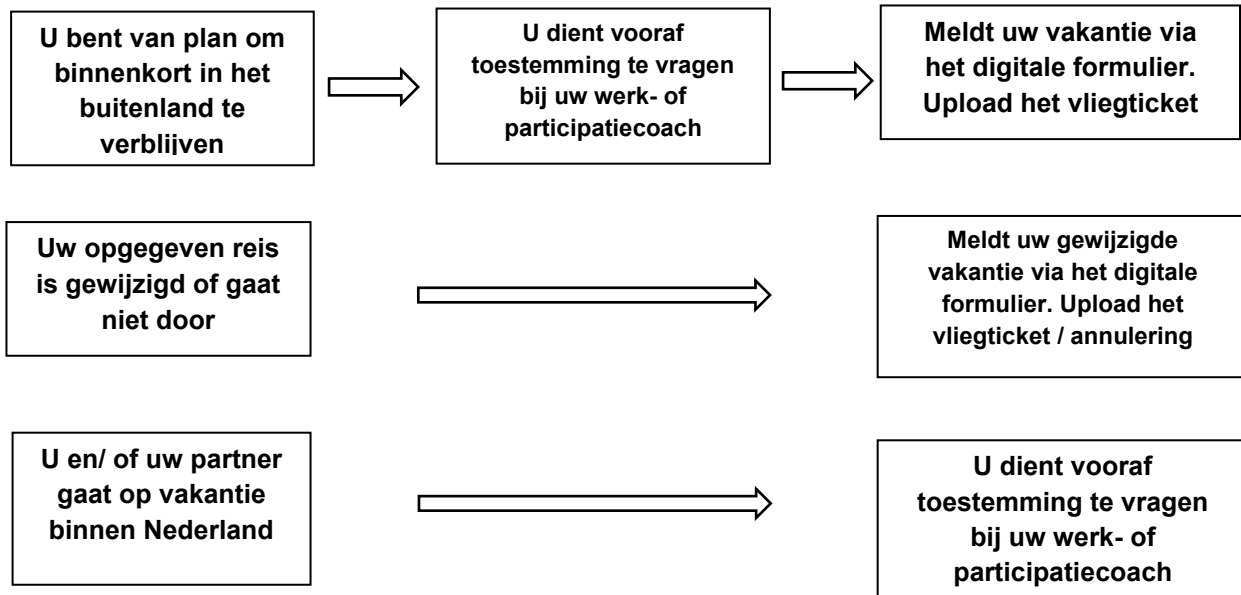 U bent van plan om
binnenkort in het
buitenland te
verblijven
U dient vooraf
toestemming te vragen
bij uw werk- of
participatiecoach
Meldt uw vakantie via
het digitale formulier.
Upload het vliegticket
Uw opgegeven reis
is gewijzigd of gaat
niet door
Meldt uw gewijzigde
vakantie via het digitale
formulier. Upload het
vliegticket / annulering
U en/ of uw partner
gaat op vakantie
binnen Nederland
U dient vooraf
toestemming te vragen
bij uw werk- of
participatiecoach